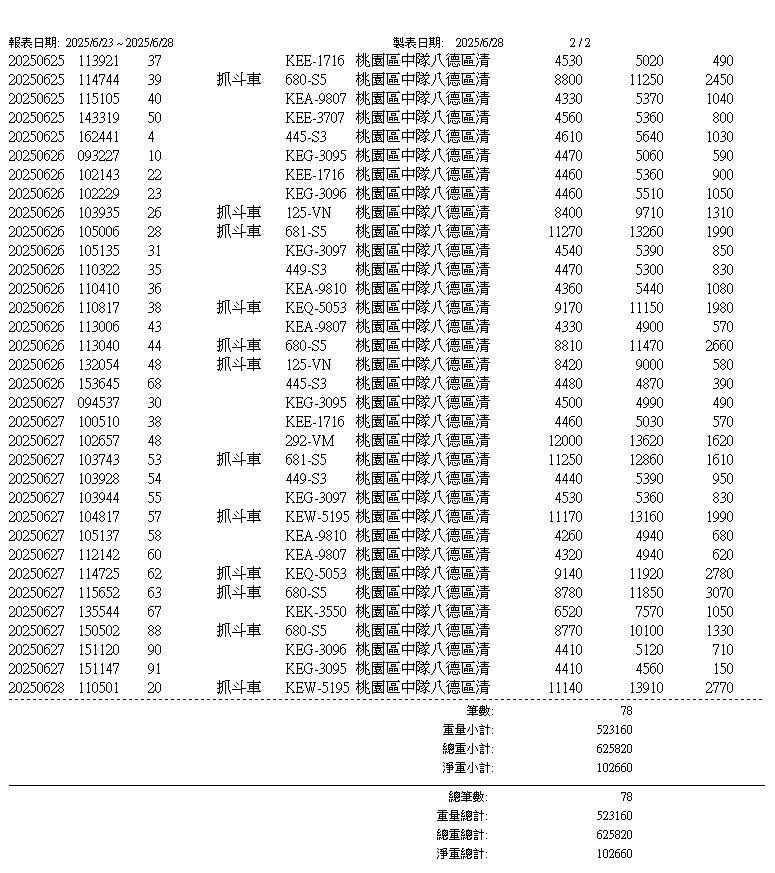 報表日期: 2025/6/23 ~ 2025/6/28 製表日期: 2025/6/28 2 / 2
20250625 113921 37 KEE-1716 桃園區中隊八德區清 4530 5020 490
20250625 114744 39 抓斗車 680-S5 桃園區中隊八德區清 8800 11250 2450
20250625 115105 40 KEA-9807 桃園區中隊八德區清 4330 5370 1040
20250625 143319 50 KEE-3707 桃園區中隊八德區清 4560 5360 800
20250625 162441 4 445-S3 桃園區中隊八德區清 4610 5640 1030
20250626 093227 10 KEG-3095 桃園區中隊八德區清 4470 5060 590
20250626 102143 22 KEE-1716 桃園區中隊八德區清 4460 5360 900
20250626 102229 23 KEG-3096 桃園區中隊八德區清 4460 5510 1050
20250626 103935 26 抓斗車 125-VN 桃園區中隊八德區清 8400 9710 1310
20250626 105006 28 抓斗車 681-S5 桃園區中隊八德區清 11270 13260 1990
20250626 105135 31 KEG-3097 桃園區中隊八德區清 4540 5390 850
20250626 110322 35 449-S3 桃園區中隊八德區清 4470 5300 830
20250626 110410 36 KEA-9810 桃園區中隊八德區清 4360 5440 1080
20250626 110817 38 抓斗車 KEQ-5053 桃園區中隊八德區清 9170 11150 1980
20250626 113006 43 KEA-9807 桃園區中隊八德區清 4330 4900 570
20250626 113040 44 抓斗車 680-S5 桃園區中隊八德區清 8810 11470 2660
20250626 132054 48 抓斗車 125-VN 桃園區中隊八德區清 8420 9000 580
20250626 153645 68 445-S3 桃園區中隊八德區清 4480 4870 390
20250627 094537 30 KEG-3095 桃園區中隊八德區清 4500 4990 490
20250627 100510 38 KEE-1716 桃園區中隊八德區清 4460 5030 570
20250627 102657 48 292-VM 桃園區中隊八德區清 12000 13620 1620
20250627 103743 53 抓斗車 681-S5 桃園區中隊八德區清 11250 12860 1610
20250627 103928 54 449-S3 桃園區中隊八德區清 4440 5390 950
20250627 103944 55 KEG-3097 桃園區中隊八德區清 4530 5360 830
20250627 104817 57 抓斗車 KEW-5195 桃園區中隊八德區清 11170 13160 1990
20250627 105137 58 KEA-9810 桃園區中隊八德區清 4260 4940 680
20250627 112142 60 KEA-9807 桃園區中隊八德區清 4320 4940 620
20250627 114725 62 抓斗車 KEQ-5053 桃園區中隊八德區清 9140 11920 2780
20250627 115652 63 抓斗車 680-S5 桃園區中隊八德區清 8780 11850 3070
20250627 135544 67 KEK-3550 桃園區中隊八德區清 6520 7570 1050
20250627 150502 88 抓斗車 680-S5 桃園區中隊八德區清 8770 10100 1330
20250627 151120 90 KEG-3096 桃園區中隊八德區清 4410 5120 710
20250627 151147 91 KEG-3095 桃園區中隊八德區清 4410 4560 150
20250628 110501 20 抓斗車 KEW-5195 桃園區中隊八德區清 11140 13910 2770
筆數: 78
重量小計: 523160
總重小計: 625820
淨重小計: 102660
總筆數: 78
重量總計: 523160
總重總計: 625820
淨重總計: 102660